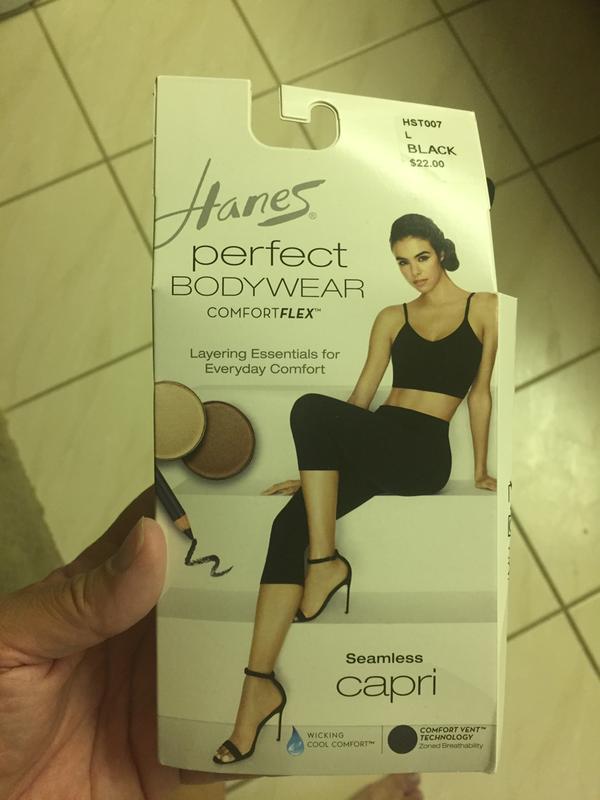 HST007
L
BLACK
$22.00
Hanes®
perfect
BODYWEAR
COMFORTFLEX™
Layering Essentials for
Everyday Comfort
Seamless
capri
WICKING
COOL COMFORT™
COMFORT VENT™
TECHNOLOGY
Zoned Breathability